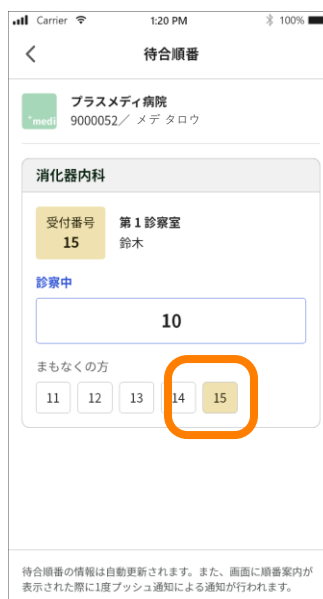 Carrier 1:20 PM 100%
待合順番
プラスメディ病院
+medi 9000052／ メデ タロウ
消化器内科
受付番号 第1診察室
15 鈴木
診察中
10
まもなくの方
11 12 13 14 15
待合順番の情報は自動更新されます。また、画面に順番案内が
表示された際に1度プッシュ通知による通知が行われます。